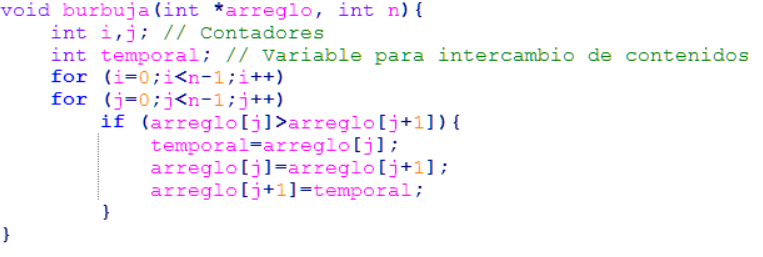 void burbuja(int *arreglo, int n){
    int i,j; // Contadores
    int temporal; // Variable para intercambio de contenidos
    for (i=0;i<n-1;i++)
    for (j=0;j<n-1;j++)
        if (arreglo[j]>arreglo[j+1]){
            temporal=arreglo[j];
            arreglo[j]=arreglo[j+1];
            arreglo[j+1]=temporal;
        }
}